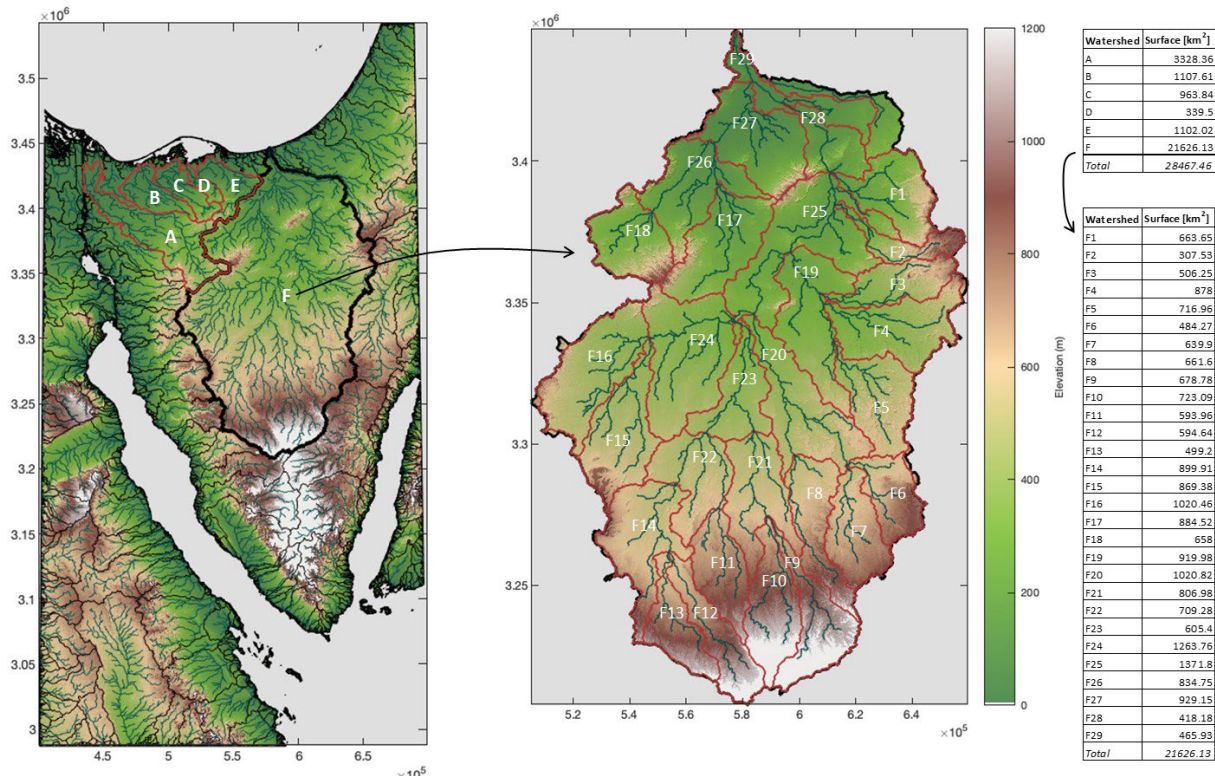 ×10⁶
3.5
3.45
3.4
3.35
3.3
3.25
3.2
3.15
3.1
3.05
3
4.5 5 5.5 6 6.5
×10⁵
A
B
C
D
E
F
×10⁶
3.4
3.35
3.3
3.25
5.2 5.4 5.6 5.8 6 6.2 6.4
×10⁵
F29
F28
F27
F26
F1
F25
F17
F18
F2
F19
F3
F4
F24
F16
F20
F23
F5
F15
F22
F21
F8
F6
F14
F7
F11
F9
F10
F13
F12
1200
1000
800
600
400
200
0
Elevation (m)
Watershed Surface [km²]
A 3328.36
B 1107.61
C 963.84
D 339.5
E 1102.02
F 21626.13
Total 28467.46
Watershed Surface [km²]
F1 663.65
F2 307.53
F3 506.25
F4 878
F5 716.96
F6 484.27
F7 639.9
F8 661.6
F9 678.78
F10 723.09
F11 593.96
F12 594.64
F13 499.2
F14 899.91
F15 869.38
F16 1020.46
F17 884.52
F18 658
F19 919.98
F20 1020.82
F21 806.98
F22 709.28
F23 605.4
F24 1263.76
F25 1371.8
F26 834.75
F27 929.15
F28 418.18
F29 465.93
Total 21626.13